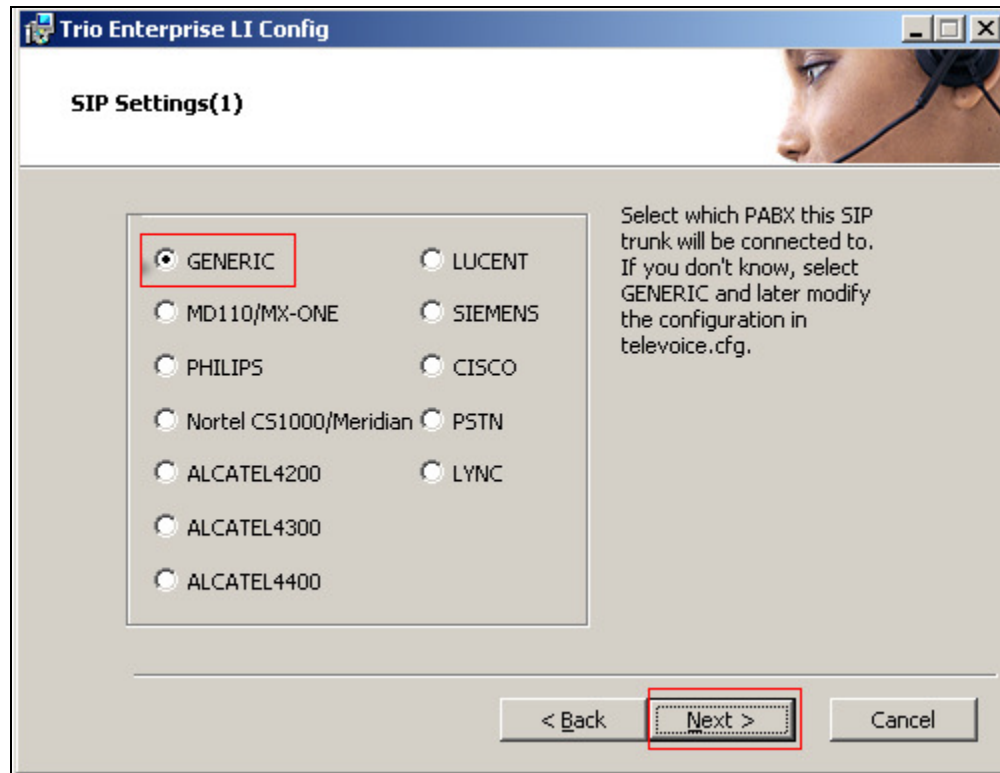 Trio Enterprise LI Config
SIP Settings(1)
GENERIC
MD110/MX-ONE
PHILIPS
Nortel CS1000/Meridian
ALCATEL4200
ALCATEL4300
ALCATEL4400
LUCENT
SIEMENS
CISCO
PSTN
LYNC
Select which PABX this SIP
trunk will be connected to.
If you don't know, select
GENERIC and later modify
the configuration in
televoice.cfg.
< Back
Next >
Cancel